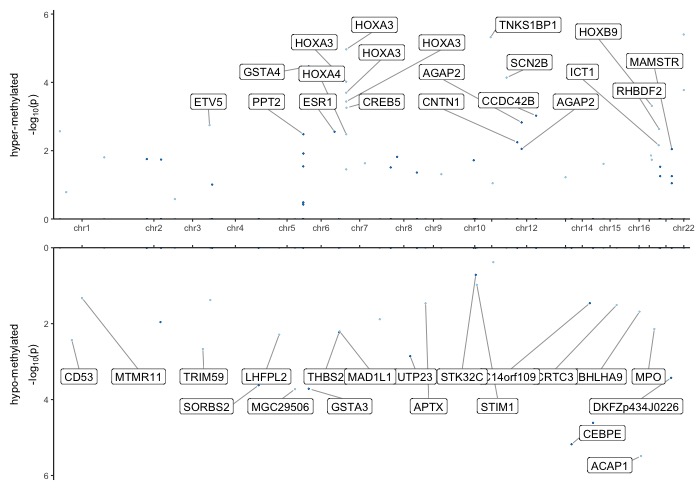 6
TNKS1BP1
HOXA3
HOXB9
HOXA3
HOXA3
HOXA3
MAMSTR
SCN2B
GSTA4
HOXA4
AGAP2
ICT1
4
RHBDF2
ETV5
PPT2
ESR1
CREB5
CNTN1
CCDC42B
AGAP2
hyper-methylated
-log10(p)
2
0
chr1
chr2
chr3
chr4
chr5
chr6
chr7
chr8
chr9
chr10
chr12
chr14
chr15
chr16
chr22
0
hypo-methylated
-log10(p)
2
CD53
MTMR11
TRIM59
LHFPL2
THBS2
MAD1L1
UTP23
STK32C
C14orf109
CRTC3
BHLHA9
MPO
4
SORBS2
MGC29506
GSTA3
APTX
STIM1
DKFZp434J0226
CEBPE
ACAP1
6